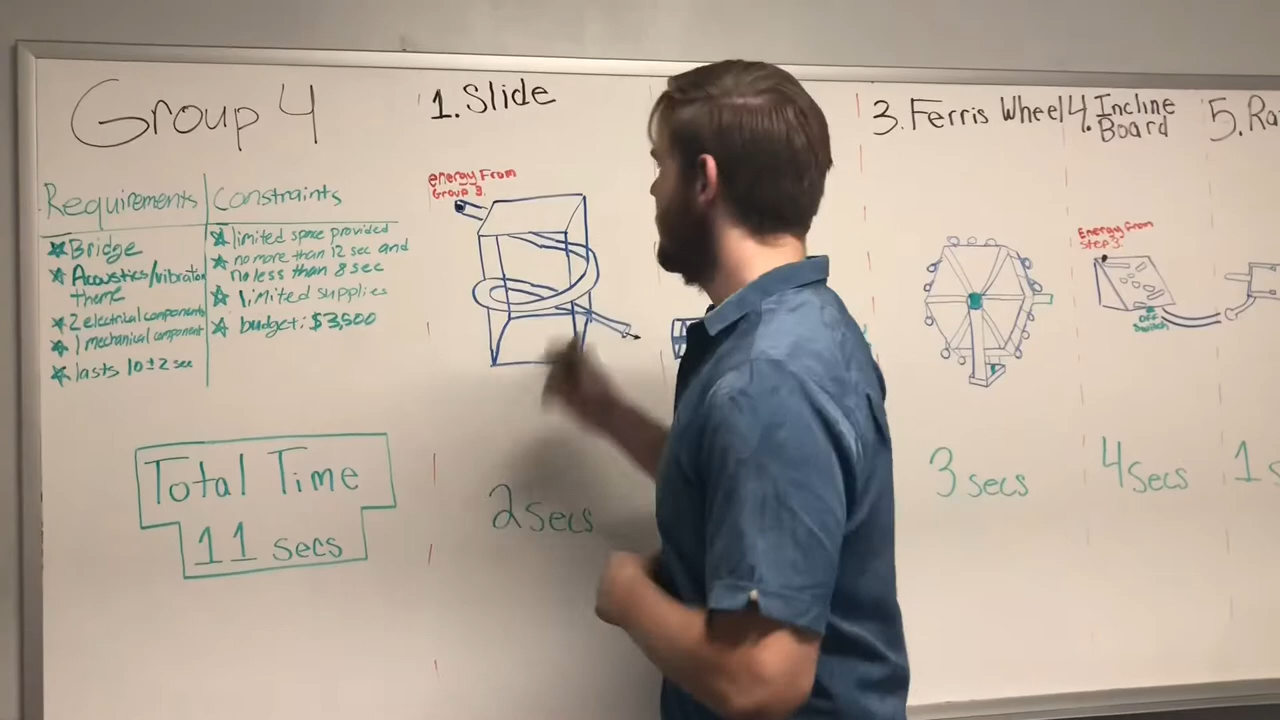 Group 4
Requirements
★ Bridge
★ Acoustics/vibration
theme
★ 2 electrical components
★ 1 mechanical component
★ lasts 10±2 sec
Constraints
★ limited space provided
★ no more than 12 sec and
no less than 8 sec
★ limited supplies
★ budget: $3,500
Total Time
11 secs
1. Slide
energy From
Group 3.
2 secs
3. Ferris Wheel
3 secs
4. Incline
Board
Energy From
Step 3.
Off
Switch
4 secs
5.
1